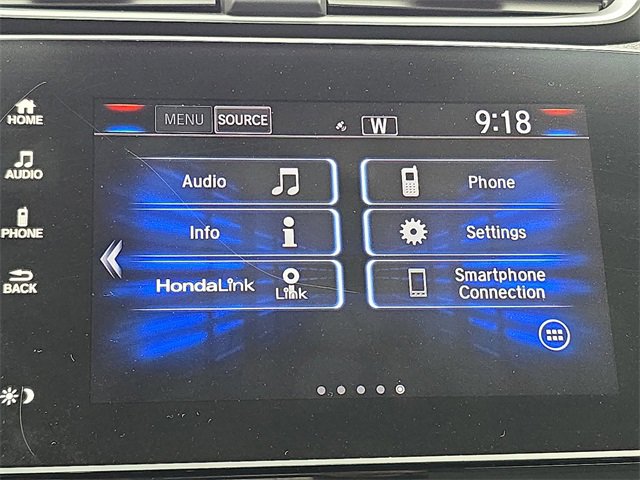 MENU SOURCE W 9:18
HOME
AUDIO
PHONE
BACK
Audio
Phone
Info
Settings
HondaLink
Link
Smartphone
Connection